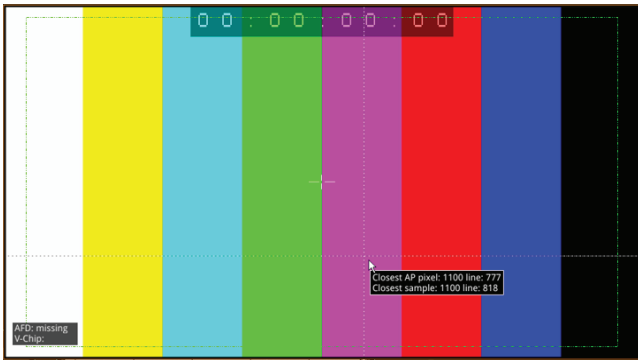 00:00:00:00
Closest AP pixel: 1100 line: 777
Closest sample: 1100 line: 818
AFD: missing
V-Chip: